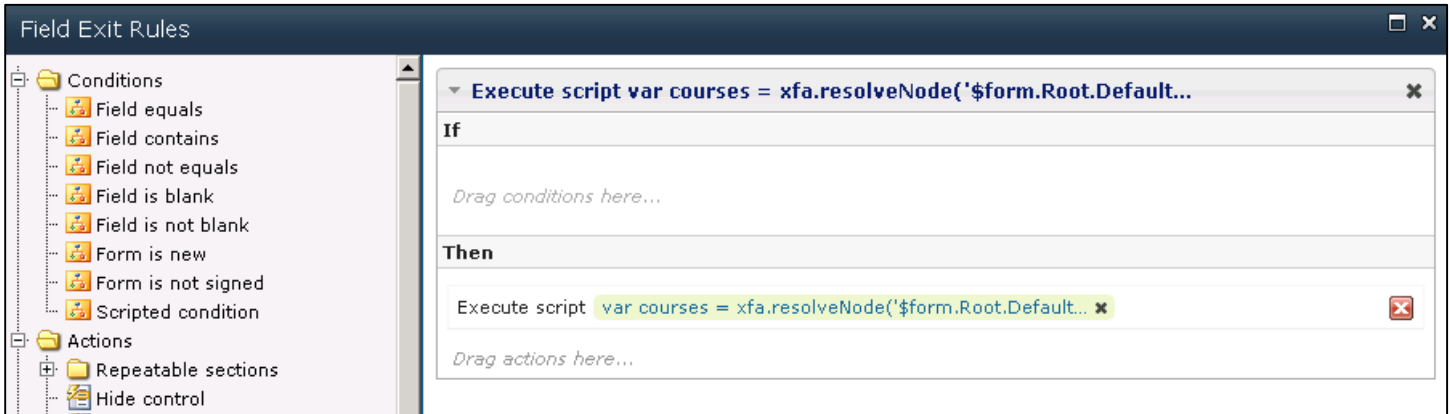 Field Exit Rules
Conditions
Field equals
Field contains
Field not equals
Field is blank
Field is not blank
Form is new
Form is not signed
Scripted condition
Actions
Repeatable sections
Hide control
Execute script var courses = xfa.resolveNode('$form.Root.Default...
If
Drag conditions here...
Then
Execute script var courses = xfa.resolveNode('$form.Root.Default...
Drag actions here...